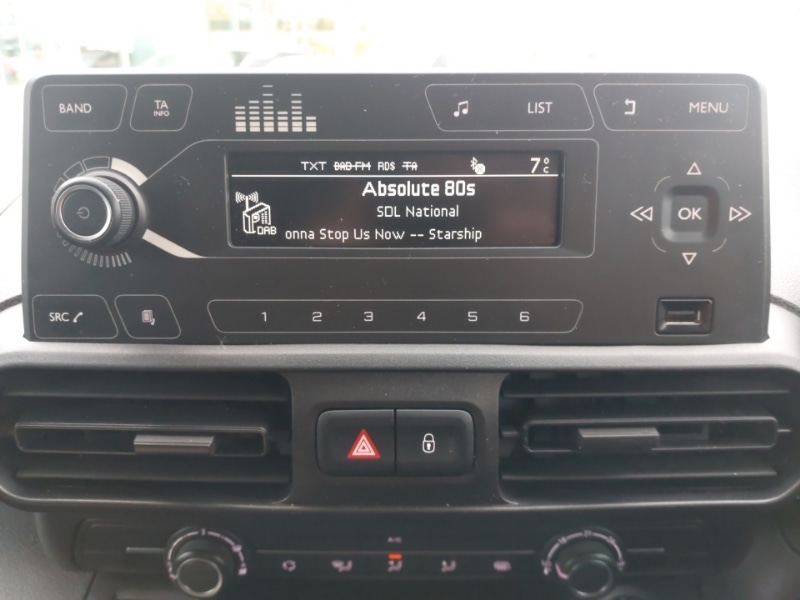 BAND
TA
INFO
LIST
MENU
TXT DAB-FM RDS TA 7°C
Absolute 80s
SDL National
DAB
onna Stop Us Now -- Starship
OK
SRC
1 2 3 4 5 6
A/C